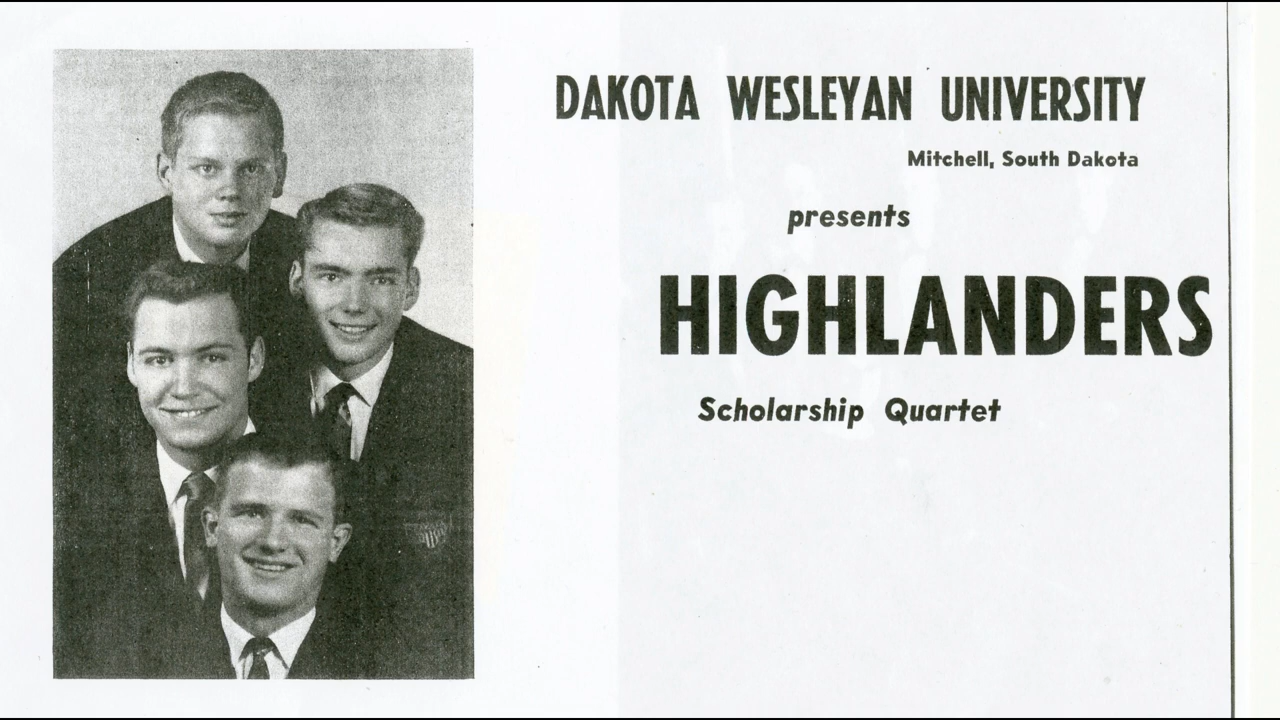 DAKOTA WESLEYAN UNIVERSITY
Mitchell, South Dakota
presents
HIGHLANDERS
Scholarship Quartet